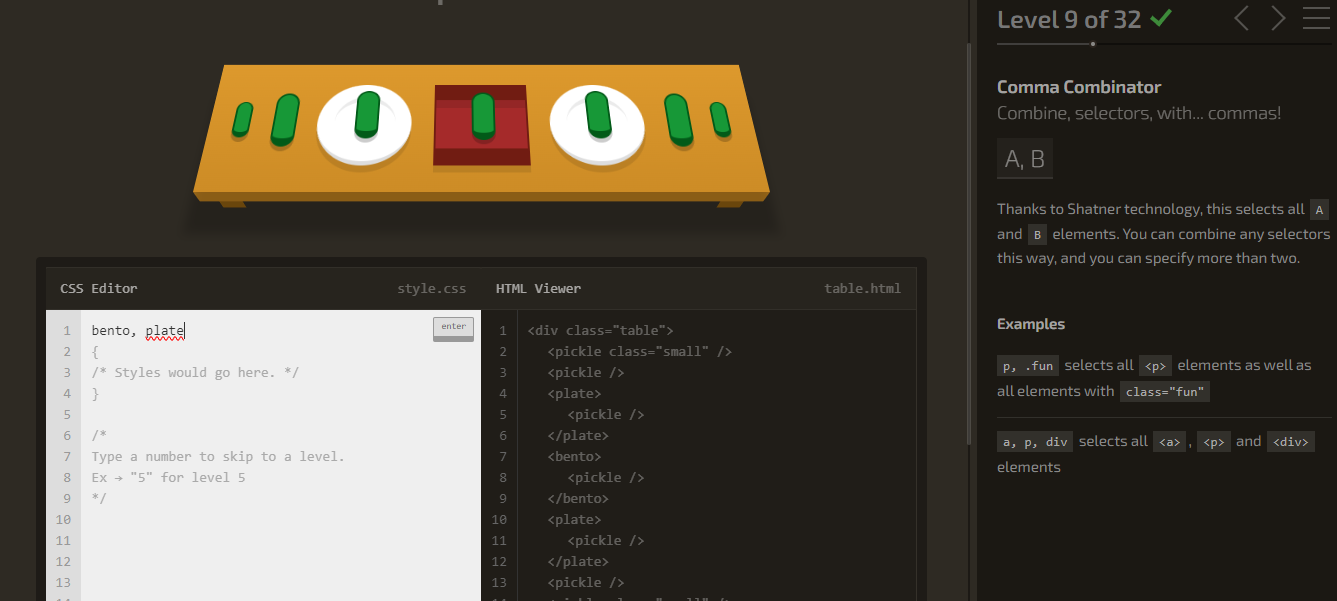 Level 9 of 32
Comma Combinator
Combine, selectors, with... commas!
A, B
Thanks to Shatner technology, this selects all A
and B elements. You can combine any selectors
this way, and you can specify more than two.
Examples
p, .fun selects all <p> elements as well as
all elements with class="fun"
a, p, div selects all <a> , <p> and <div>
elements
CSS Editor style.css
1 bento, plate enter
2 {
3 /* Styles would go here. */
4 }
5
6 /*
7 Type a number to skip to a level.
8 Ex → "5" for level 5
9 */
10
11
12
13
HTML Viewer table.html
1 <div class="table">
2 <pickle class="small" />
3 <pickle />
4 <plate>
5 <pickle />
6 </plate>
7 <bento>
8 <pickle />
9 </bento>
10 <plate>
11 <pickle />
12 </plate>
13 <pickle />